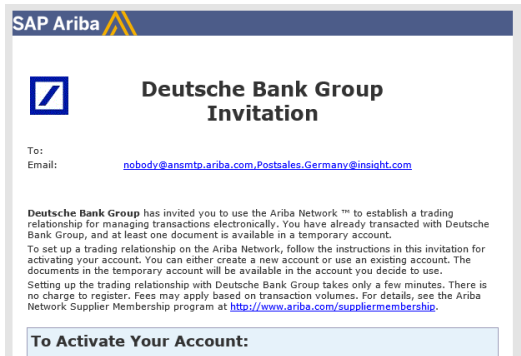 SAP Ariba
Deutsche Bank Group
Invitation
To:
Email: nobody@ansmtp.ariba.com,Postsales.Germany@insight.com
Deutsche Bank Group has invited you to use the Ariba Network ™ to establish a trading
relationship for managing transactions electronically. You have already transacted with Deutsche
Bank Group, and at least one document is available in a temporary account.
To set up a trading relationship on the Ariba Network, follow the instructions in this invitation for
activating your account. You can either create a new account or use an existing account. The
documents in the temporary account will be available in the account you decide to use.
Setting up the trading relationship with Deutsche Bank Group takes only a few minutes. There is
no charge to register. Fees may apply based on transaction volumes. For details, see the Ariba
Network Supplier Membership program at http://www.ariba.com/suppliermembership.
To Activate Your Account: